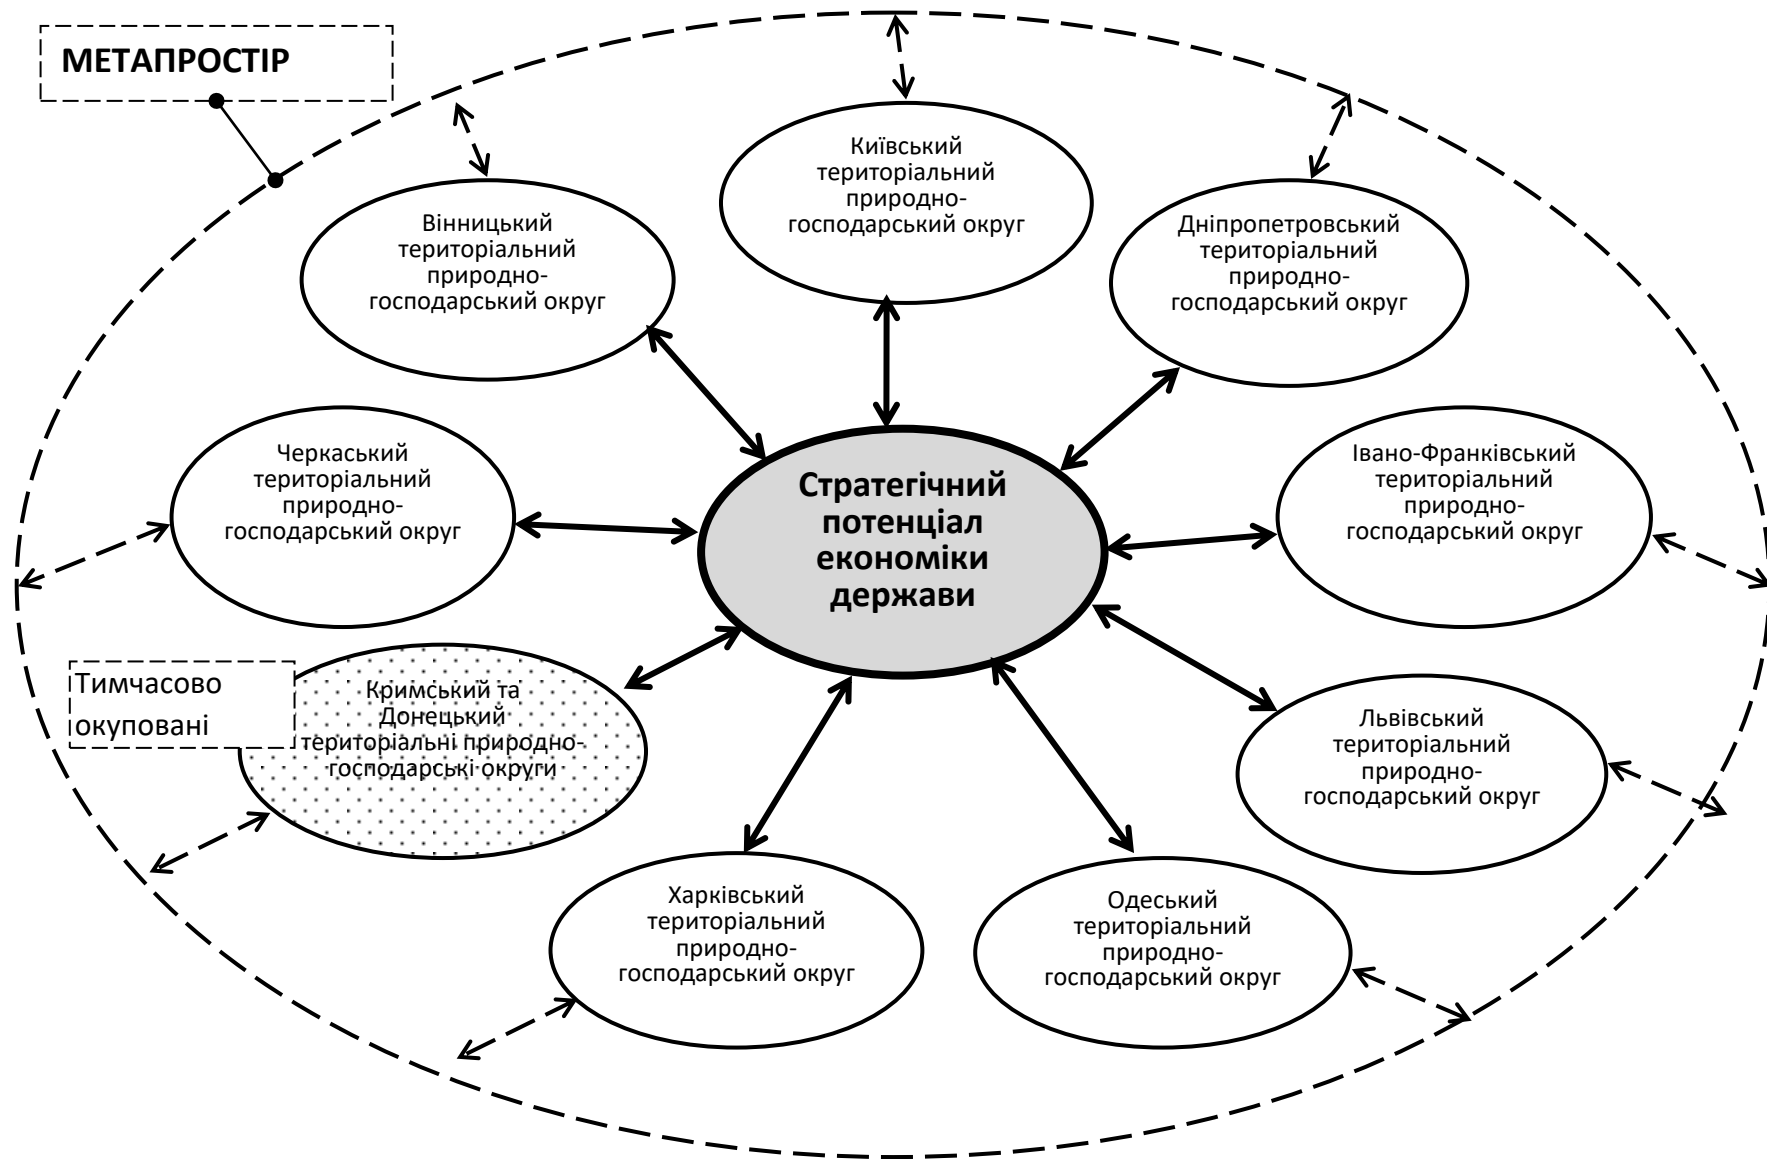 МЕТАПРОСТІР
Київський
територіальний
природно-
господарський округ
Вінницький
територіальний
природно-
господарський округ
Дніпропетровський
територіальний
природно-
господарський округ
Черкаський
територіальний
природно-
господарський округ
Стратегічний
потенціал
економіки
держави
Івано-Франківський
територіальний
природно-
господарський округ
Тимчасово
окуповані
Кримський та
Донецький
територіальні природно-
господарські округи
Львівський
територіальний
природно-
господарський округ
Харківський
територіальний
природно-
господарський округ
Одеський
територіальний
природно-
господарський округ